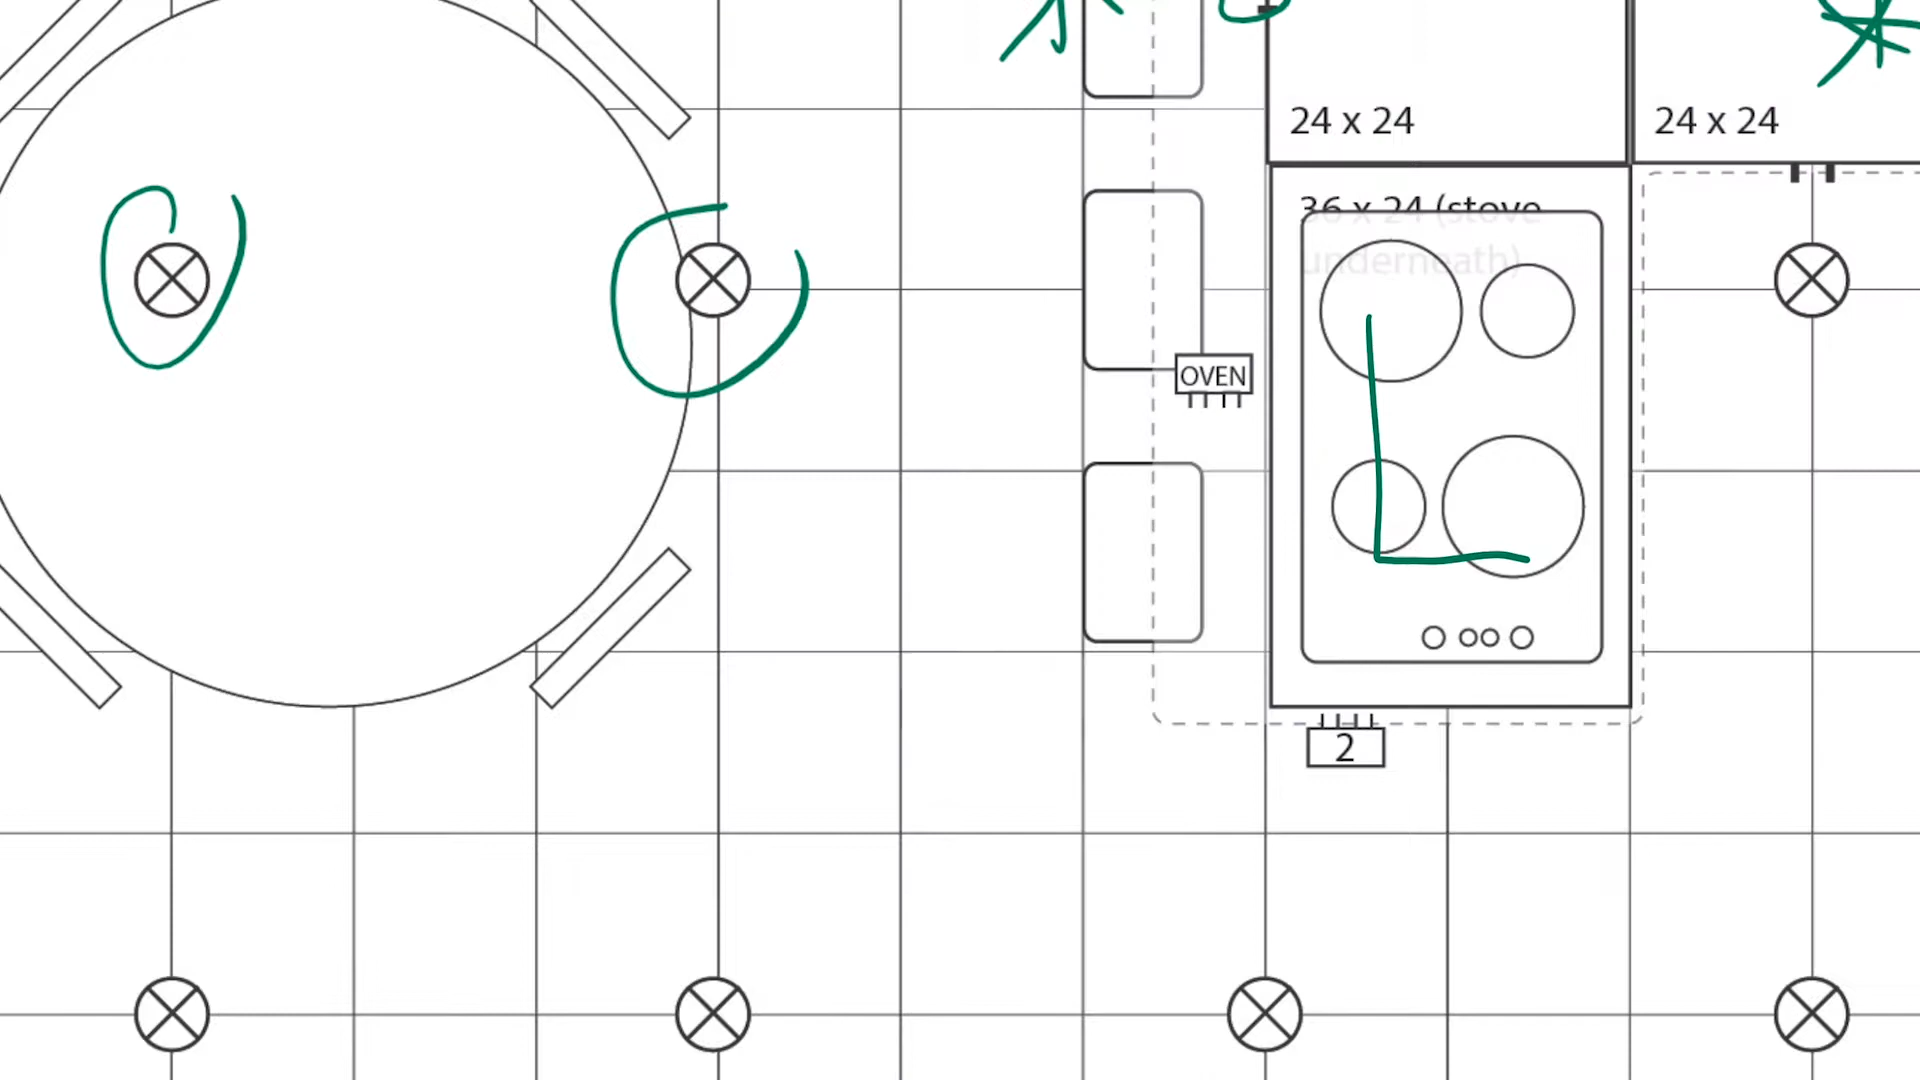 24 x 24
24 x 24
36 x 24 (stove
underneath)
OVEN
2